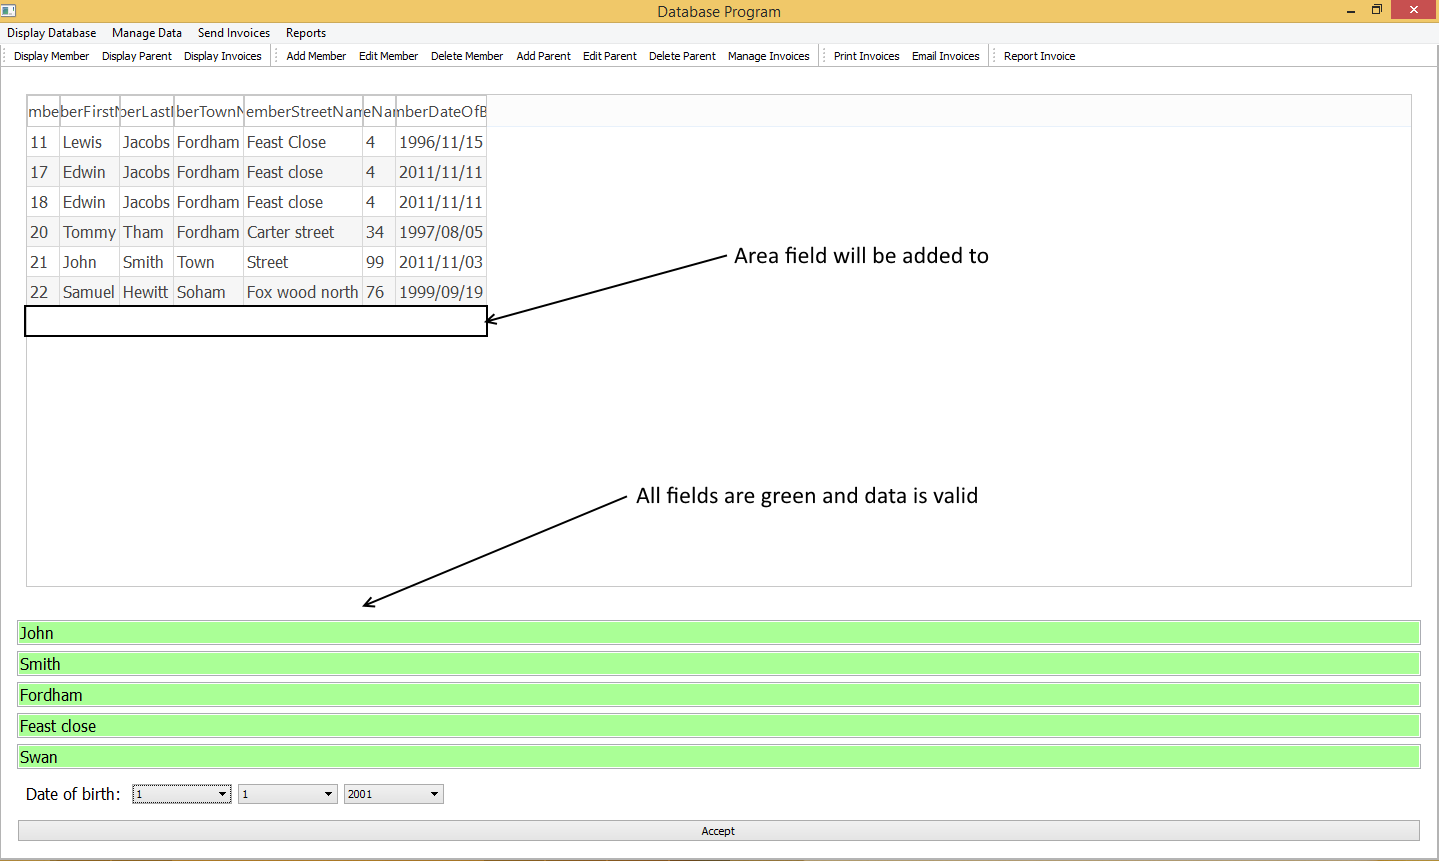 Database Program
Display Database Manage Data Send Invoices Reports
Display Member Display Parent Display Invoices Add Member Edit Member Delete Member Add Parent Edit Parent Delete Parent Manage Invoices Print Invoices Email Invoices Report Invoice
mbe berFirstN berLastI berTownN emberStreetNam eNar mberDateOfB
11 Lewis Jacobs Fordham Feast Close 4 1996/11/15
17 Edwin Jacobs Fordham Feast close 4 2011/11/11
18 Edwin Jacobs Fordham Feast close 4 2011/11/11
20 Tommy Tham Fordham Carter street 34 1997/08/05
21 John Smith Town Street 99 2011/11/03
22 Samuel Hewitt Soham Fox wood north 76 1999/09/19
Area field will be added to
All fields are green and data is valid
John
Smith
Fordham
Feast close
Swan
Date of birth: 1 1 2001
Accept